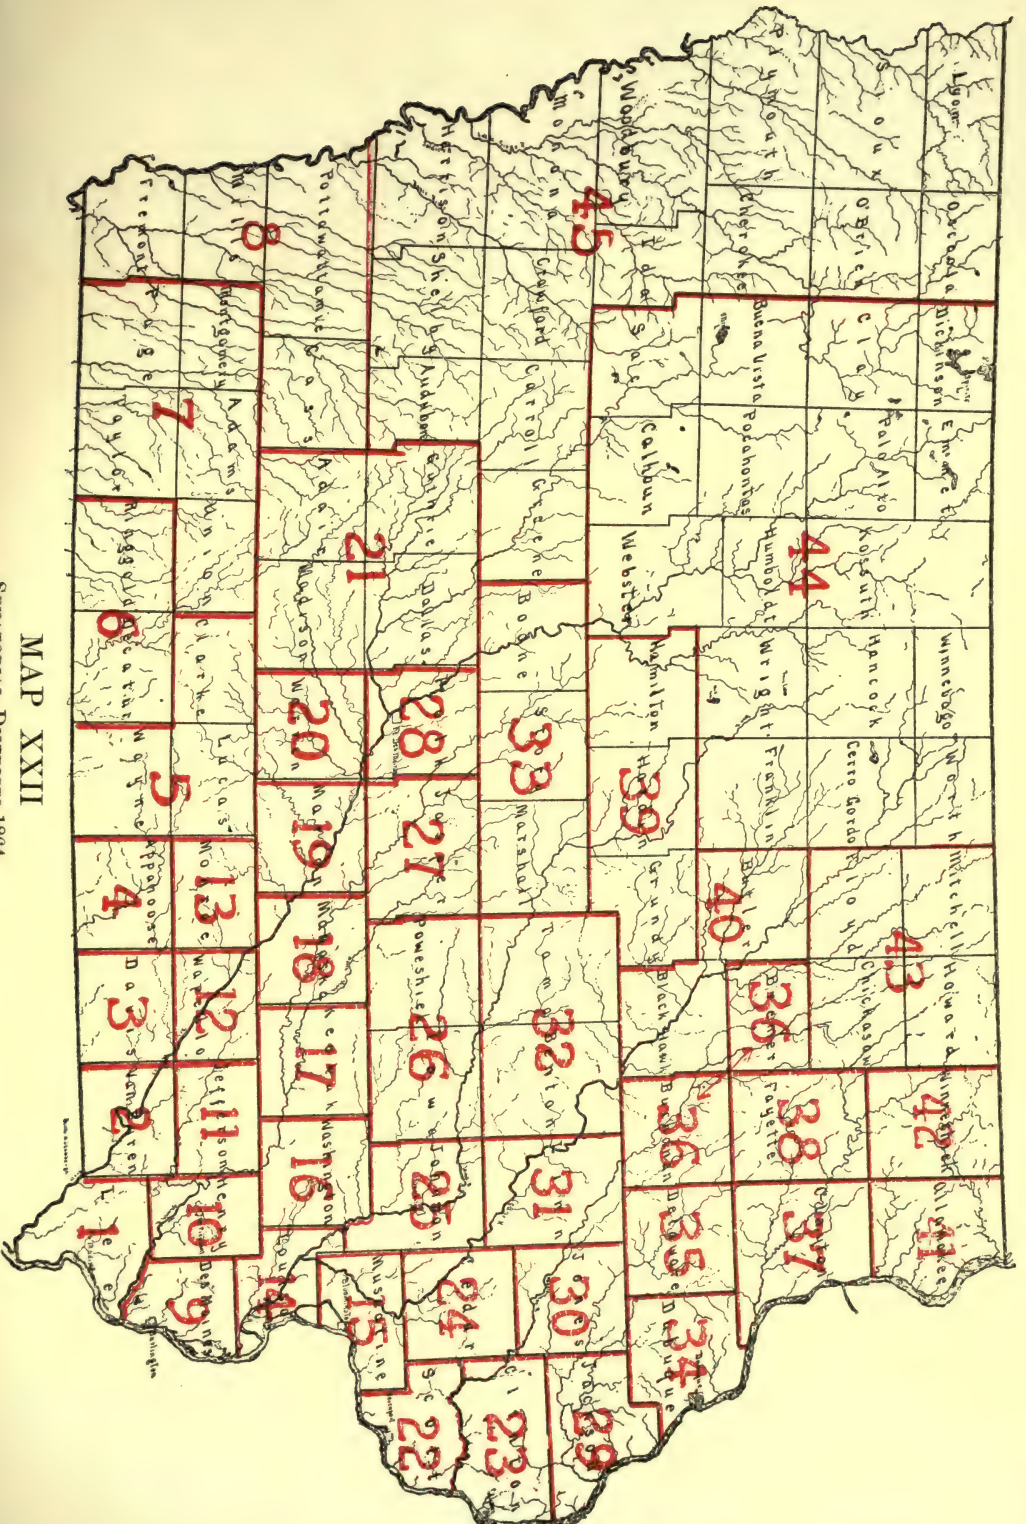 Lyon
Osceola
Dickinson
Emmet
Winnebago
Worth
Mitchell
Howard
Winneshiek
Allamakee
Sioux
O'Brien
Clay
Palo Alto
Kossuth
Hancock
Cerro Gordo
Floyd
Chickasaw
43
42
41
Plymouth
Cherokee
Buena Vista
Pocahontas
Humboldt
44
Wright
Franklin
Butler
40
Bremer
36
Fayette
38
Clayton
37
Woodbury
45
Ida
Sac
Calhoun
Webster
Hamilton
Hardin
39
Grundy
Black Hawk
Buchanan
36
Delaware
35
Dubuque
34
Monona
Crawford
Carroll
Greene
Boone
Story
33
Marshall
Tama
32
Benton
Linn
31
Jones
30
Jackson
29
Harrison
Shelby
Audubon
Guthrie
Dallas
Polk
28
Jasper
27
Poweshiek
26
Iowa
Johnson
25
Cedar
24
Clinton
23
Scott
22
Pottawattamie
Cass
Adair
21
Madison
Warren
20
Marion
19
Mahaska
18
Keokuk
17
Washington
16
Muscatine
15
Louisa
14
Mills
8
Montgomery
Adams
Union
Clarke
Lucas
Monroe
13
Wapello
12
Jefferson
11
Henry
10
Des Moines
9
Burlington
Fremont
Page
7
Taylor
Ringgold
6
Decatur
Wayne
5
Appanoose
4
Davis
3
Van Buren
2
Lee
1
MAP XXII